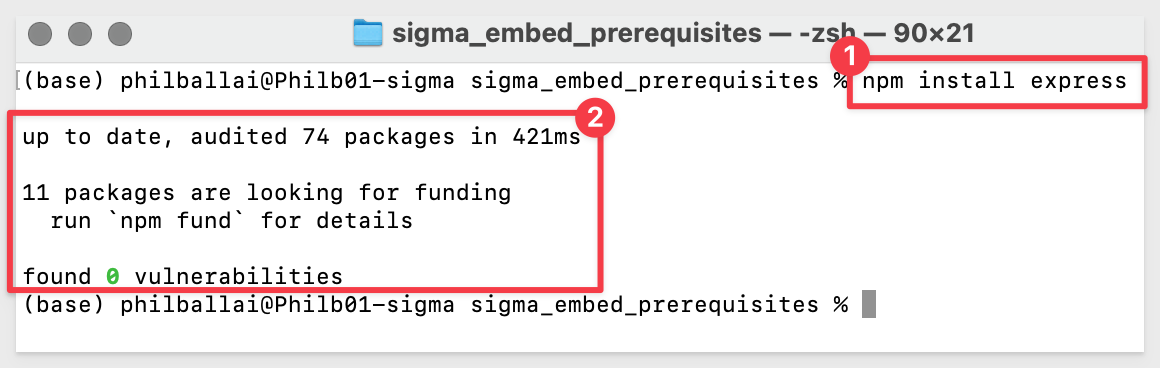 sigma_embed_prerequisites — -zsh — 90×21
(base) philballai@Philb01-sigma sigma_embed_prerequisites % npm install express
1
2
up to date, audited 74 packages in 421ms
11 packages are looking for funding
run `npm fund` for details
found 0 vulnerabilities
(base) philballai@Philb01-sigma sigma_embed_prerequisites %